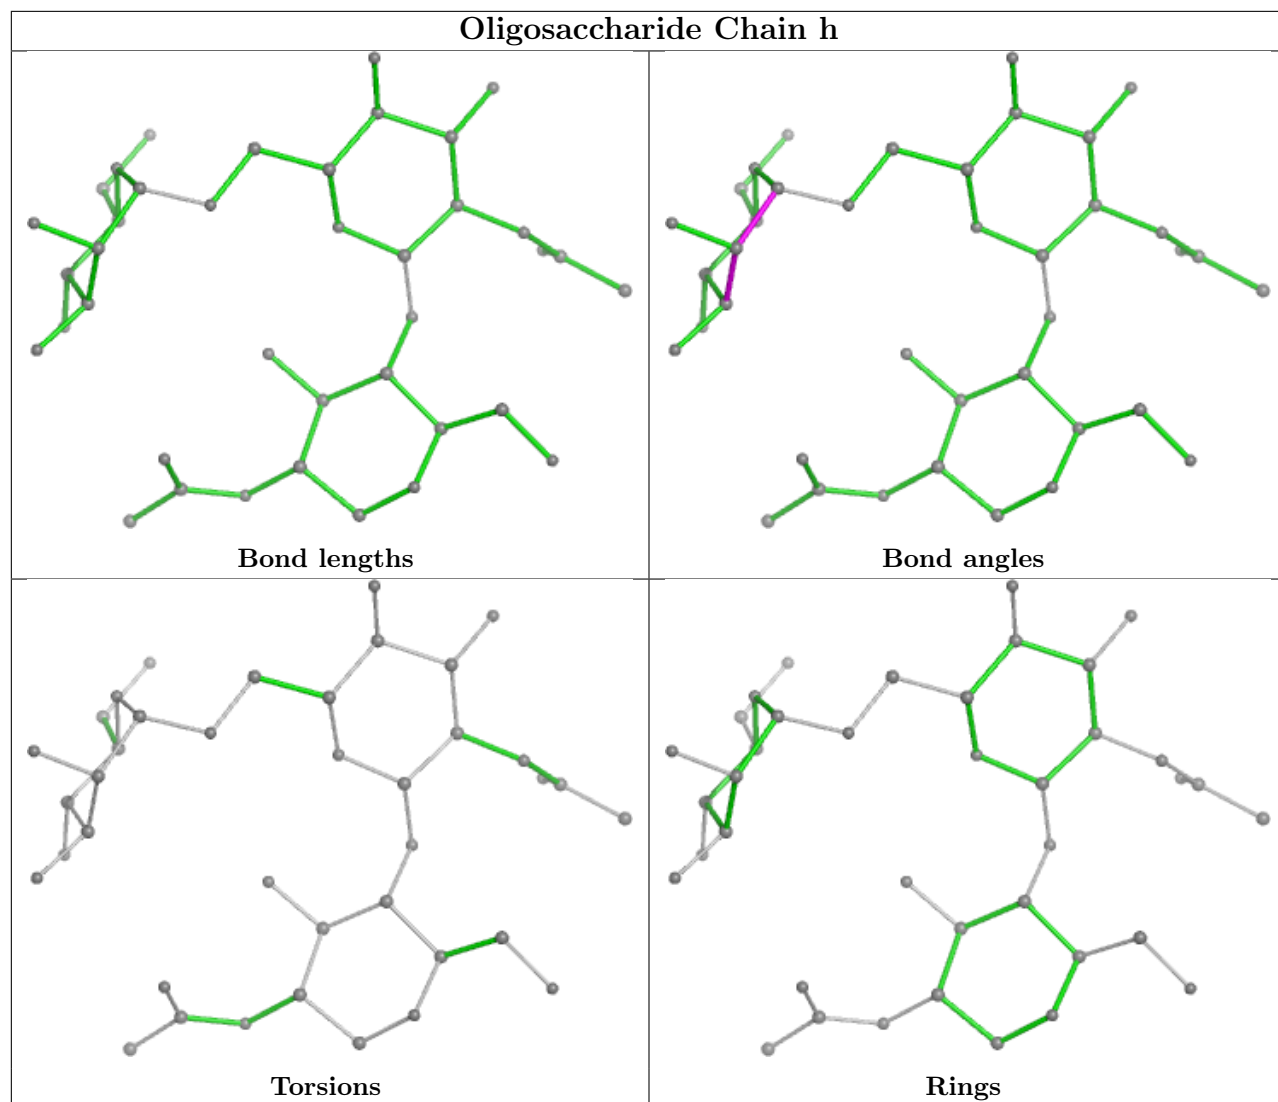 Oligosaccharide Chain h
Bond lengths
Bond angles
Torsions
Rings